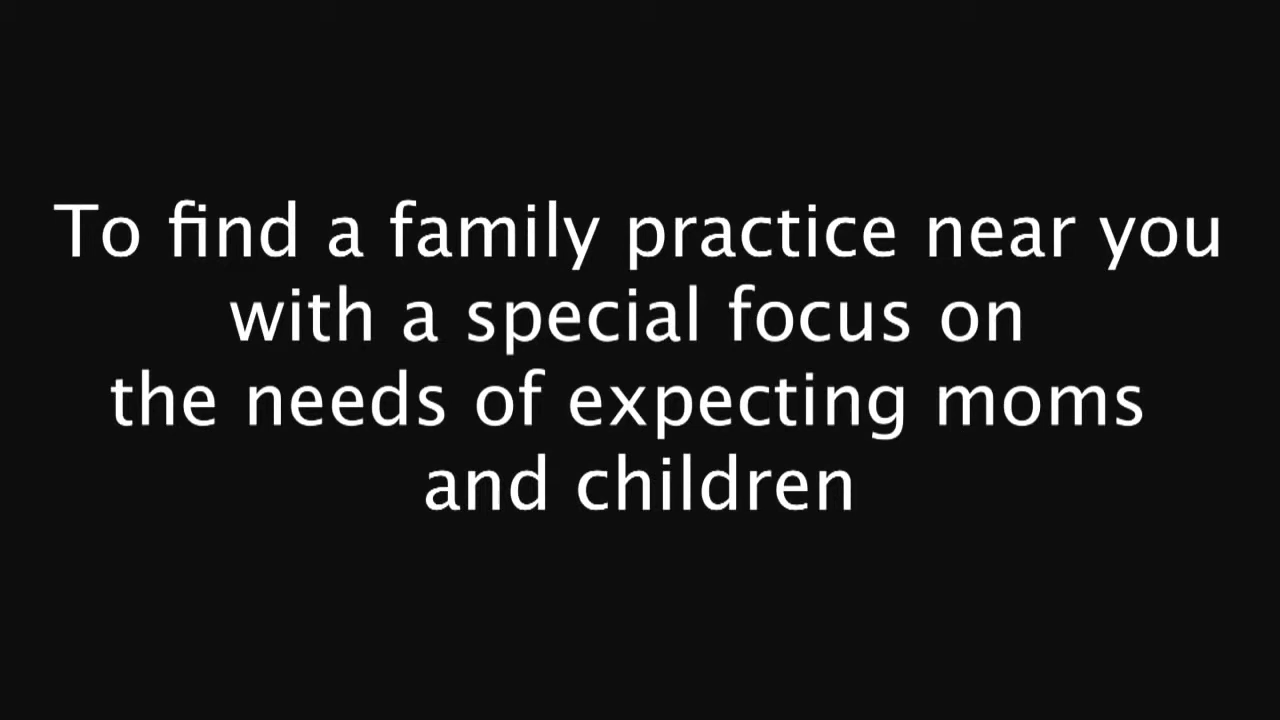 To find a family practice near you
with a special focus on
the needs of expecting moms
and children